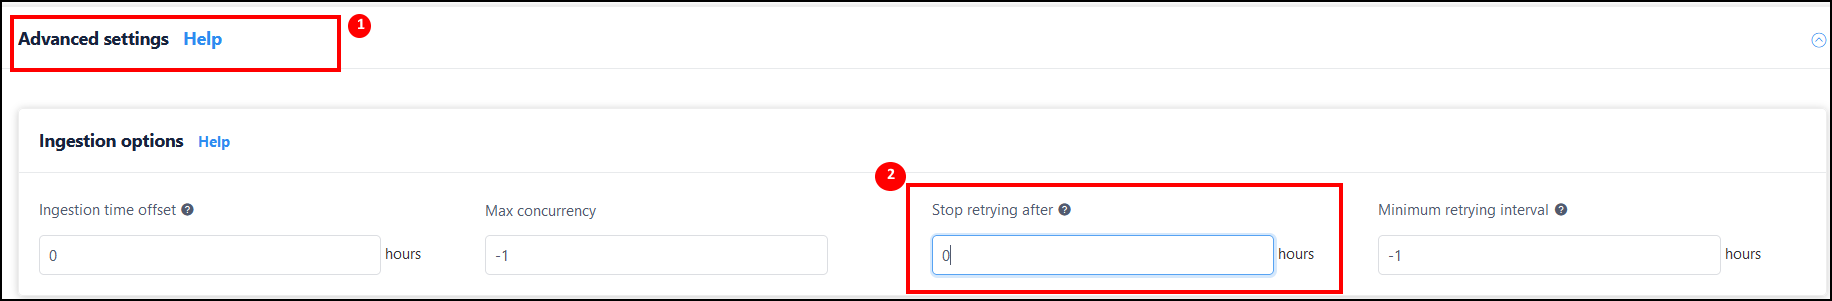 1
Advanced settings Help
Ingestion options Help
2
Ingestion time offset ? Max concurrency Stop retrying after ? Minimum retrying interval ?
0 hours -1 0 hours -1 hours